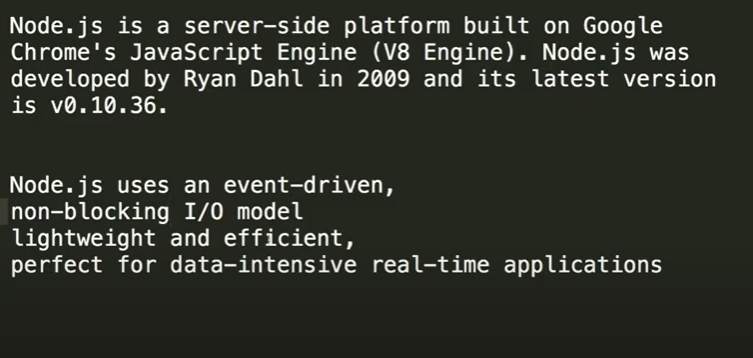 Node.js is a server-side platform built on Google
Chrome's JavaScript Engine (V8 Engine). Node.js was
developed by Ryan Dahl in 2009 and its latest version
is v0.10.36.
Node.js uses an event-driven,
non-blocking I/O model
lightweight and efficient,
perfect for data-intensive real-time applications